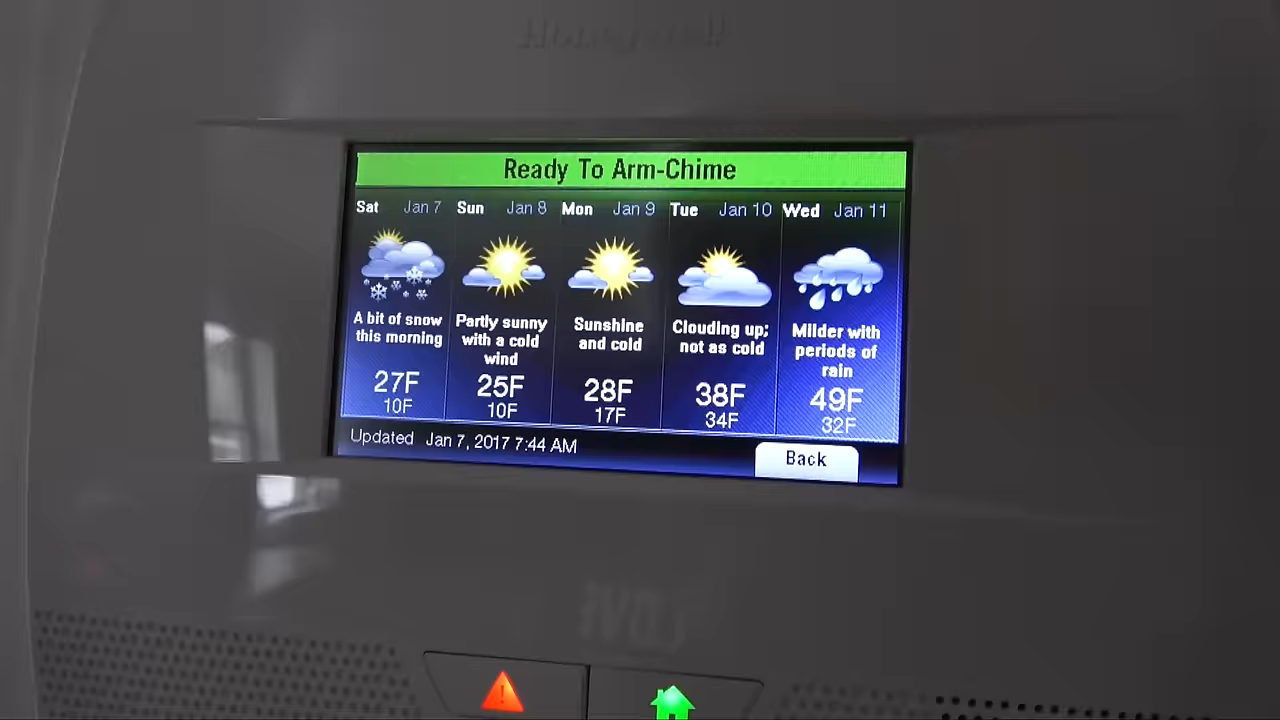 Honeywell
Ready To Arm-Chime
Sat Jan 7
A bit of snow
this morning
27F
10F
Sun Jan 8
Partly sunny
with a cold
wind
25F
10F
Mon Jan 9
Sunshine
and cold
28F
17F
Tue Jan 10
Clouding up;
not as cold
38F
34F
Wed Jan 11
Milder with
periods of
rain
49F
32F
Updated Jan 7, 2017 7:44 AM
Back